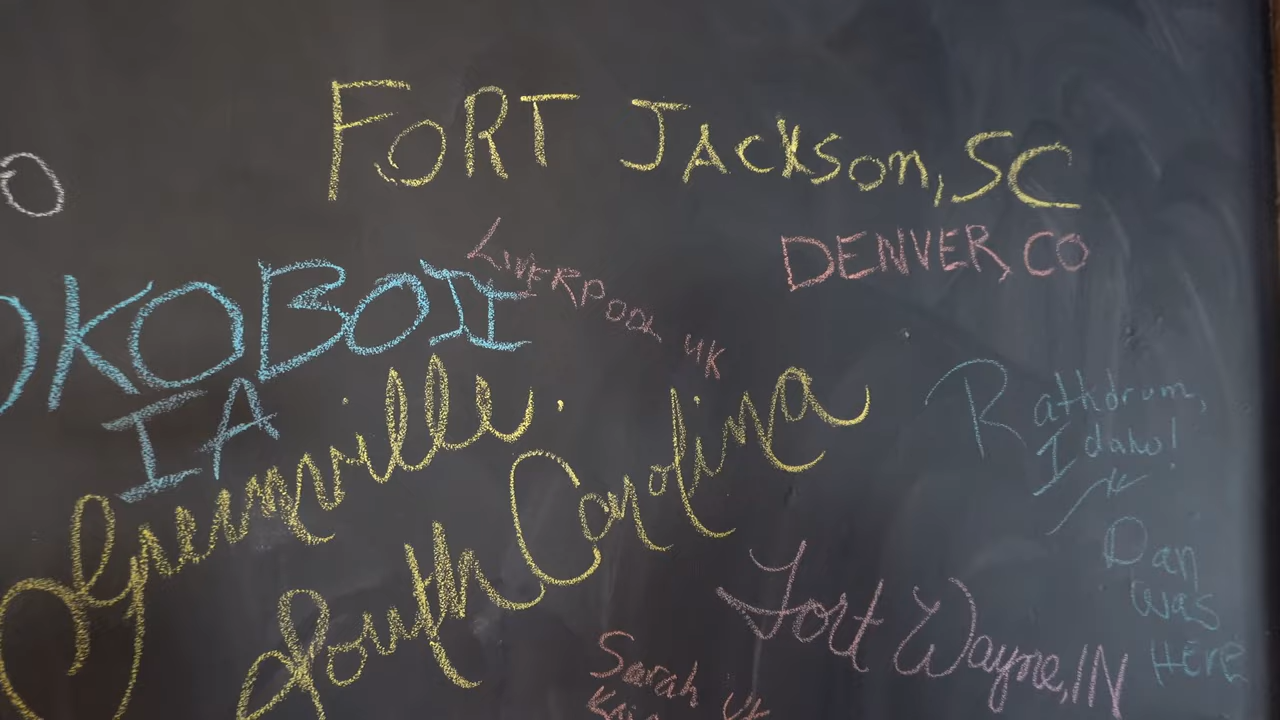 FORT JACKSON, SC
DENVER, CO
LIVERPOOL UK
OKOBOJI
IA
Greenville.
South Carolina
Rathdrum,
Idaho!
Dan
was
HERE
Fort Wayne, IN
Sarah
UK